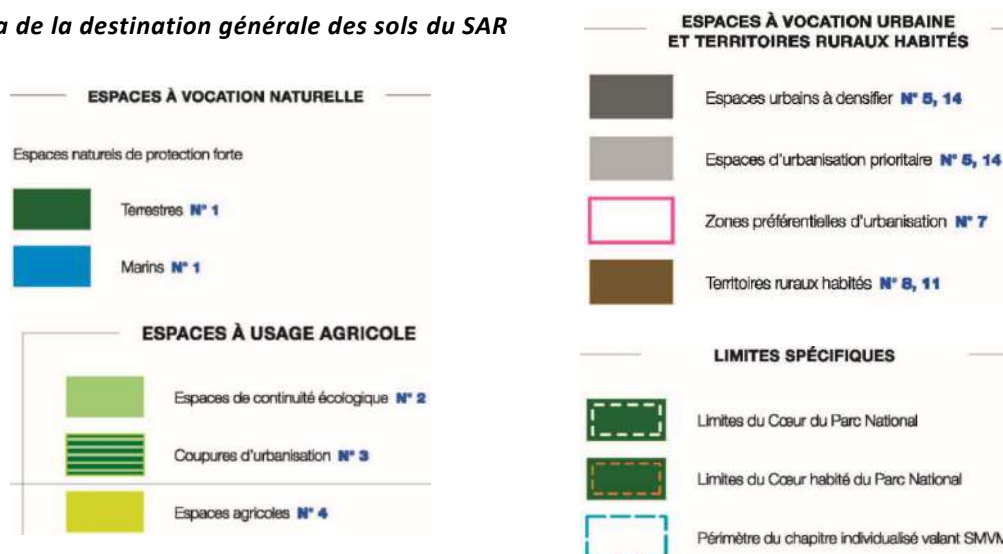 de la destination générale des sols du SAR
ESPACES À VOCATION NATURELLE
Espaces naturels de protection forte
Terrestres N° 1
Marins N° 1
ESPACES À USAGE AGRICOLE
Espaces de continuité écologique N° 2
Coupures d'urbanisation N° 3
Espaces agricoles N° 4
ESPACES À VOCATION URBAINE
ET TERRITOIRES RURAUX HABITÉS
Espaces urbains à densifier N° 5, 14
Espaces d'urbanisation prioritaire N° 5, 14
Zones préférentielles d'urbanisation N° 7
Territoires ruraux habités N° 8, 11
LIMITES SPÉCIFIQUES
Limites du Cœur du Parc National
Limites du Cœur habité du Parc National
Périmètre du chapitre individualisé valant SMVM